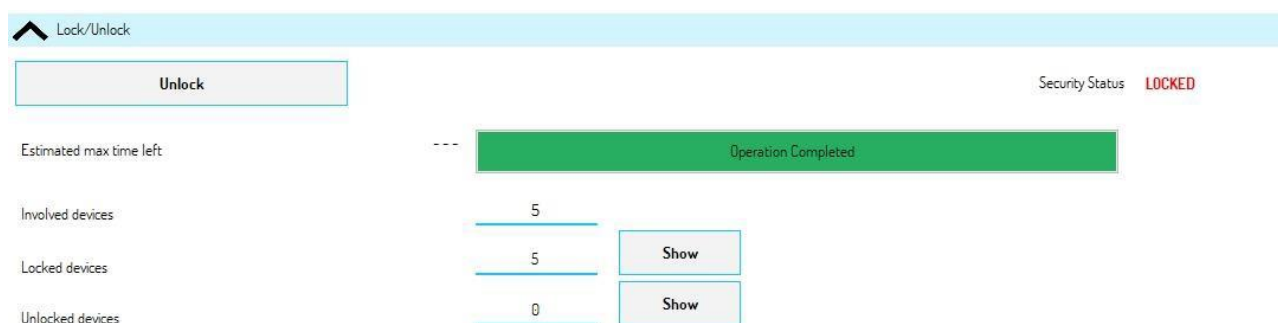 Lock/Unlock
Unlock
Security Status LOCKED
Estimated max time left --- Operation Completed
Involved devices 5
Locked devices 5 Show
Unlocked devices 0 Show